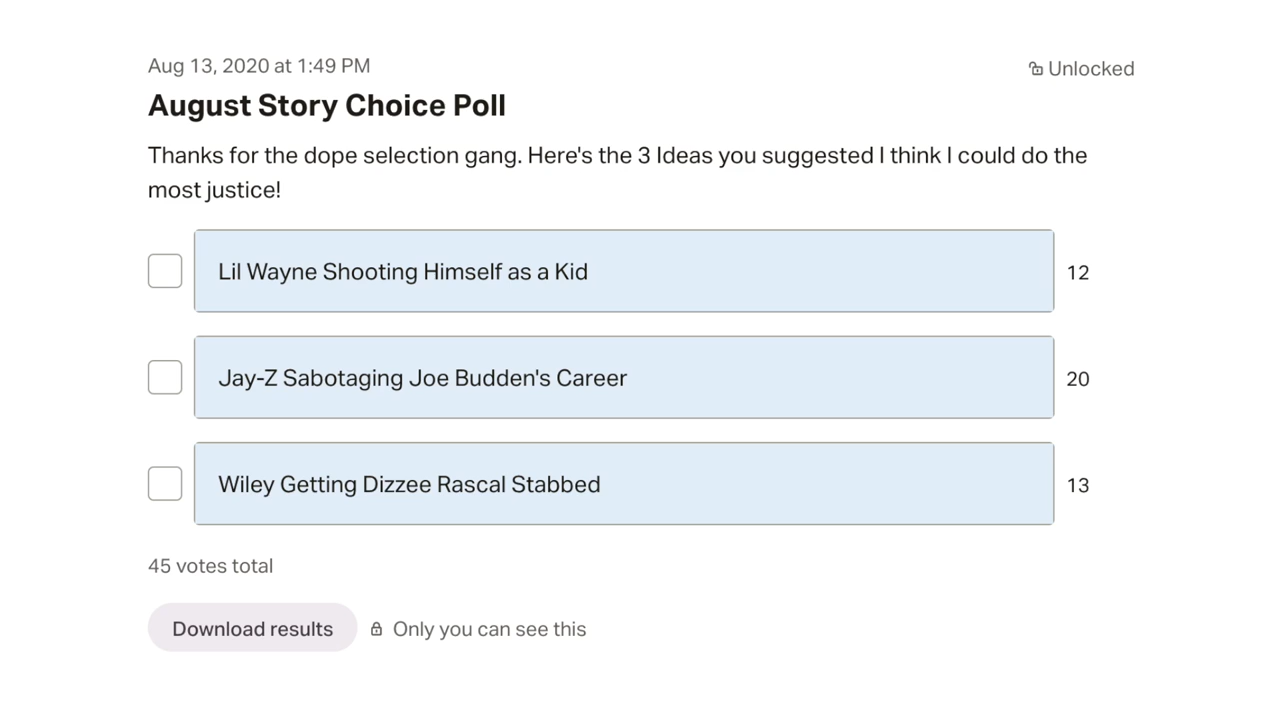 Aug 13, 2020 at 1:49 PM
Unlocked
August Story Choice Poll
Thanks for the dope selection gang. Here's the 3 Ideas you suggested I think I could do the
most justice!
Lil Wayne Shooting Himself as a Kid
12
Jay-Z Sabotaging Joe Budden's Career
20
Wiley Getting Dizzee Rascal Stabbed
13
45 votes total
Download results
Only you can see this